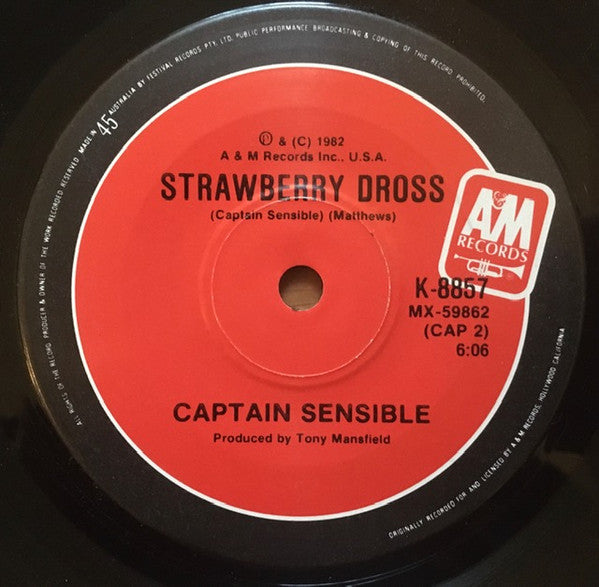 MADE IN AUSTRALIA BY FESTIVAL RECORDS PTY. LTD. PUBLIC PERFORMANCE, BROADCASTING & COPYING OF THIS RECORD PROHIBITED.
45
℗ & (C) 1982
A & M Records Inc., U.S.A.
STRAWBERRY DROSS
(Captain Sensible) (Matthews)
A&M
RECORDS
K-8857
MX-59862
(CAP 2)
6:06
CAPTAIN SENSIBLE
Produced by Tony Mansfield
ALL RIGHTS OF THE RECORD PRODUCER & OWNER OF THE WORK RECORDED RESERVED.
ORIGINALLY RECORDED FOR AND LICENSED BY A & M RECORDS, HOLLYWOOD CALIFORNIA